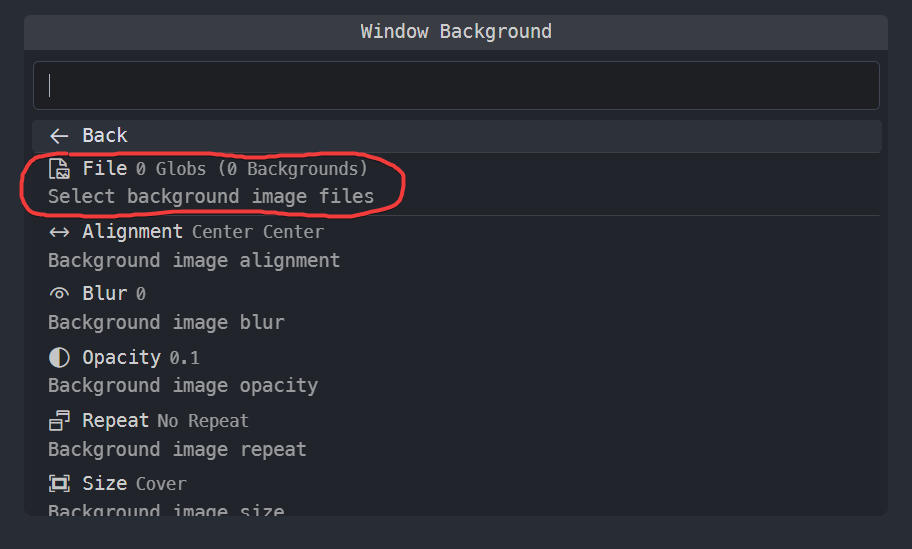 Window Background
Back
File 0 Globs (0 Backgrounds)
Select background image files
Alignment Center Center
Background image alignment
Blur 0
Background image blur
Opacity 0.1
Background image opacity
Repeat No Repeat
Background image repeat
Size Cover
Background image size